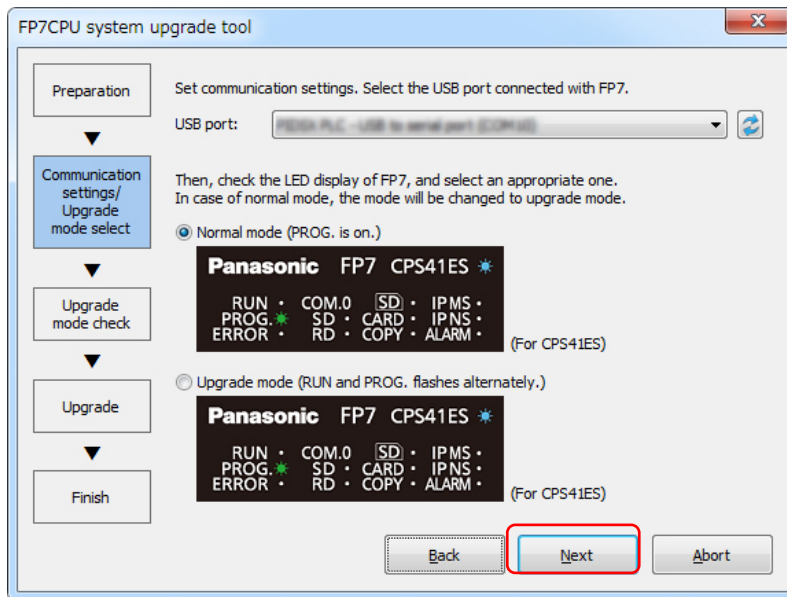 FP7CPU system upgrade tool
Preparation
Communication
settings/
Upgrade
mode select
Upgrade
mode check
Upgrade
Finish
Set communication settings. Select the USB port connected with FP7.
USB port:
Then, check the LED display of FP7, and select an appropriate one.
In case of normal mode, the mode will be changed to upgrade mode.
Normal mode (PROG. is on.)
Panasonic FP7 CPS41ES
RUN COM.0 SD IPMS
PROG. SD CARD IPNS
ERROR RD COPY ALARM
(For CPS41ES)
Upgrade mode (RUN and PROG. flashes alternately.)
Panasonic FP7 CPS41ES
RUN COM.0 SD IPMS
PROG. SD CARD IPNS
ERROR RD COPY ALARM
(For CPS41ES)
Back Next Abort